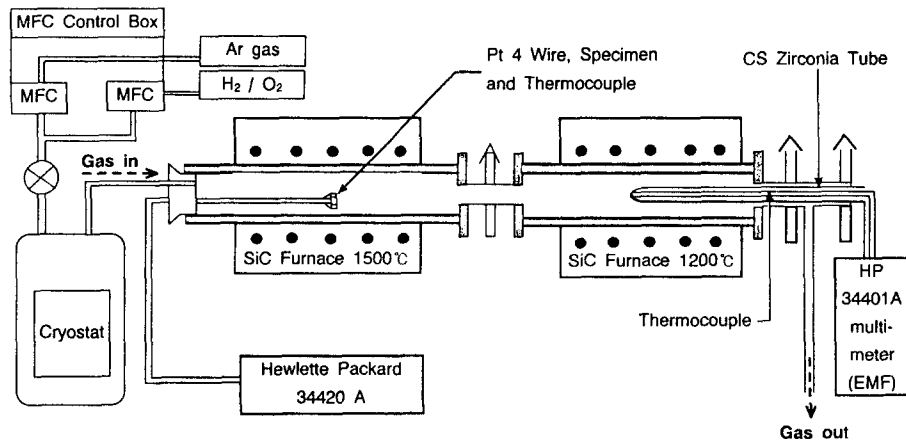 MFC Control Box
Ar gas
H₂ / O₂
MFC
MFC
Gas in
Pt 4 Wire, Specimen
and Thermocouple
CS Zirconia Tube
SiC Furnace 1500℃
SiC Furnace 1200℃
Cryostat
Hewlette Packard
34420 A
Thermocouple
HP
34401A
multi-
meter
(EMF)
Gas out